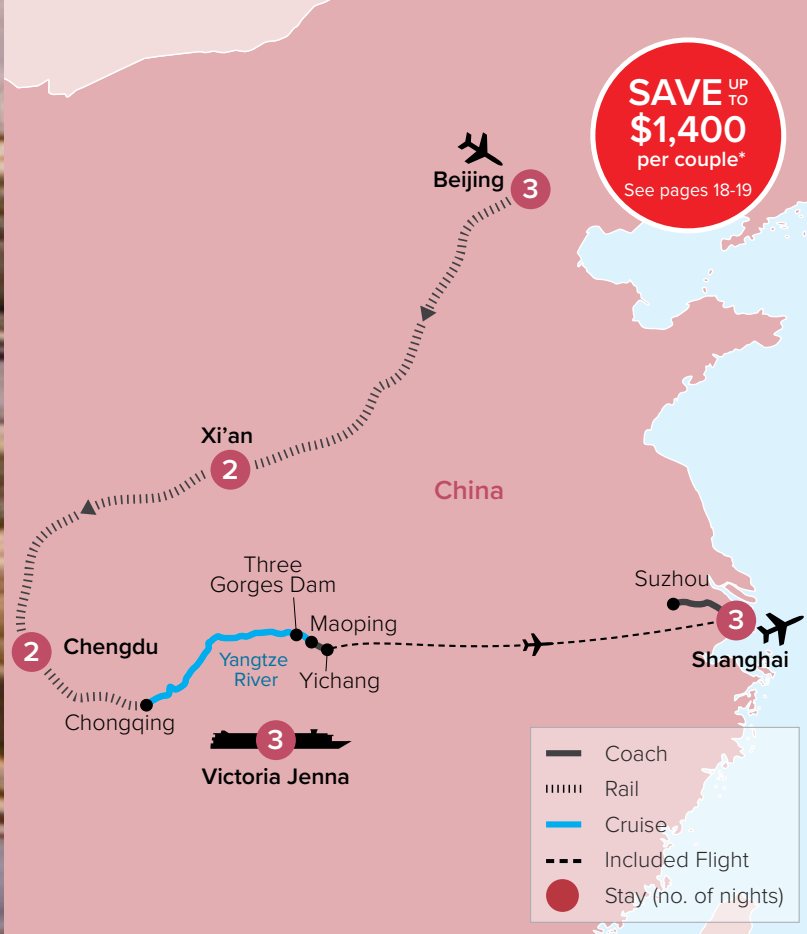 SAVE UP TO
$1,400
per couple*
See pages 18-19
Beijing
3
Xi’an
2
China
Three
Gorges Dam
Maoping
Suzhou
3
Shanghai
2
Chengdu
Yangtze
River
Yichang
Chongqing
3
Victoria Jenna
Coach
Rail
Cruise
Included Flight
Stay (no. of nights)